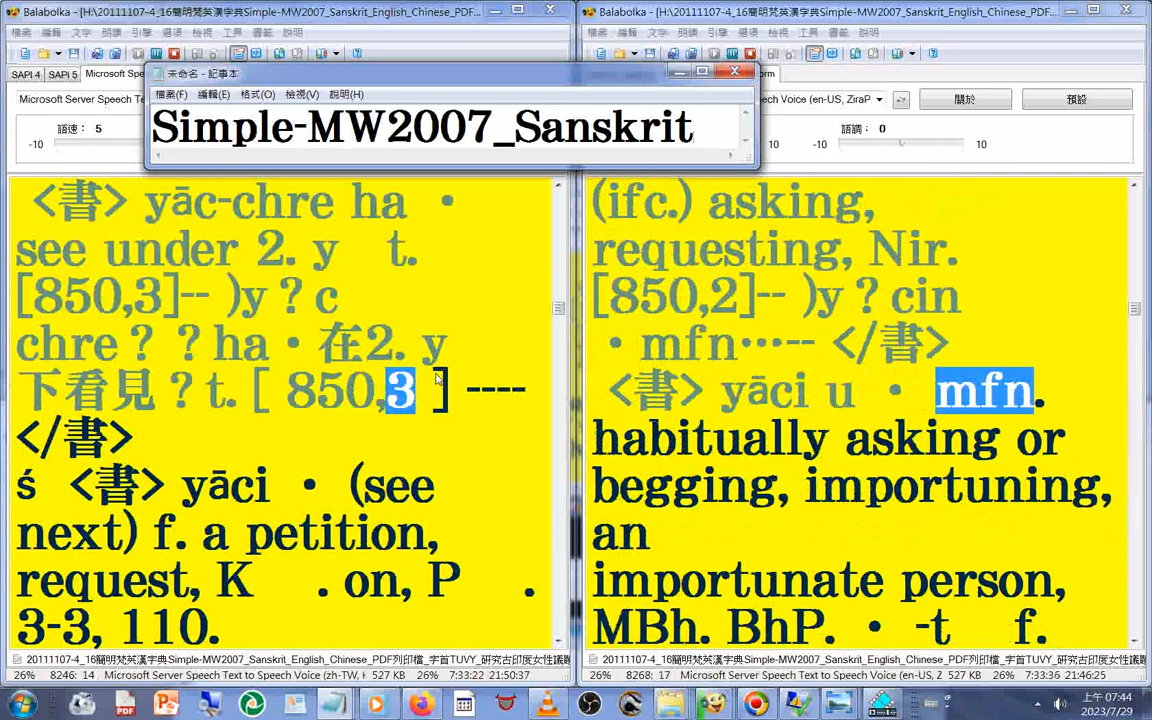 Balabolka - [H:\20111107-4_16簡明梵英漢字典Simple-MW2007_Sanskrit_English_Chinese_PDF...
檔案 編輯 文字 朗讀 引擎 選項 檢視 工具 書籤 說明
SAPI 4 SAPI 5 Microsoft Spee
Microsoft Server Speech Text
語速： 5
-10
<書> yāc-chre ha •
see under 2. y t.
[850,3]-- )y ? c
chre ? ? ha • 在2. y
下看見 ? t. [ 850,3 ] ----
</書>
ś <書> yāci • (see
next) f. a petition,
request, K . on, P .
3-3, 110.
20111107-4_16簡明梵英漢字典Simple-MW2007_Sanskrit_English_Chinese_PDF列印檔_字首TUVY_研究古印度女性議題
26% 8246: 14 Modified Microsoft Server Speech Text to Speech Voice (zh-TW, H 527 KB 26% 7:33:22 21:50:37
未命名 - 記事本
檔案(F) 編輯(E) 格式(O) 檢視(V) 說明(H)
Simple-MW2007_Sanskrit
Balabolka - [H:\20111107-4_16簡明梵英漢字典Simple-MW2007_Sanskrit_English_Chinese_PDF...
檔案 編輯 文字 朗讀 引擎 選項 檢視 工具 書籤 說明
orm
ech Voice (en-US, ZiraP 關於 預設
語調： 0
10 -10 10
(ifc.) asking,
requesting, Nir.
[850,2]-- )y ? cin
• mfn…-- </書>
<書> yāci u • mfn.
habitually asking or
begging, importuning,
an
importunate person,
MBh. BhP. • -t f.
20111107-4_16簡明梵英漢字典Simple-MW2007_Sanskrit_English_Chinese_PDF列印檔_字首TUVY_研究古印度女性議題
26% 8268: 17 Modified Microsoft Server Speech Text to Speech Voice (en-US, Z 527 KB 26% 7:33:36 21:46:25
上午 07:44
2023/7/29